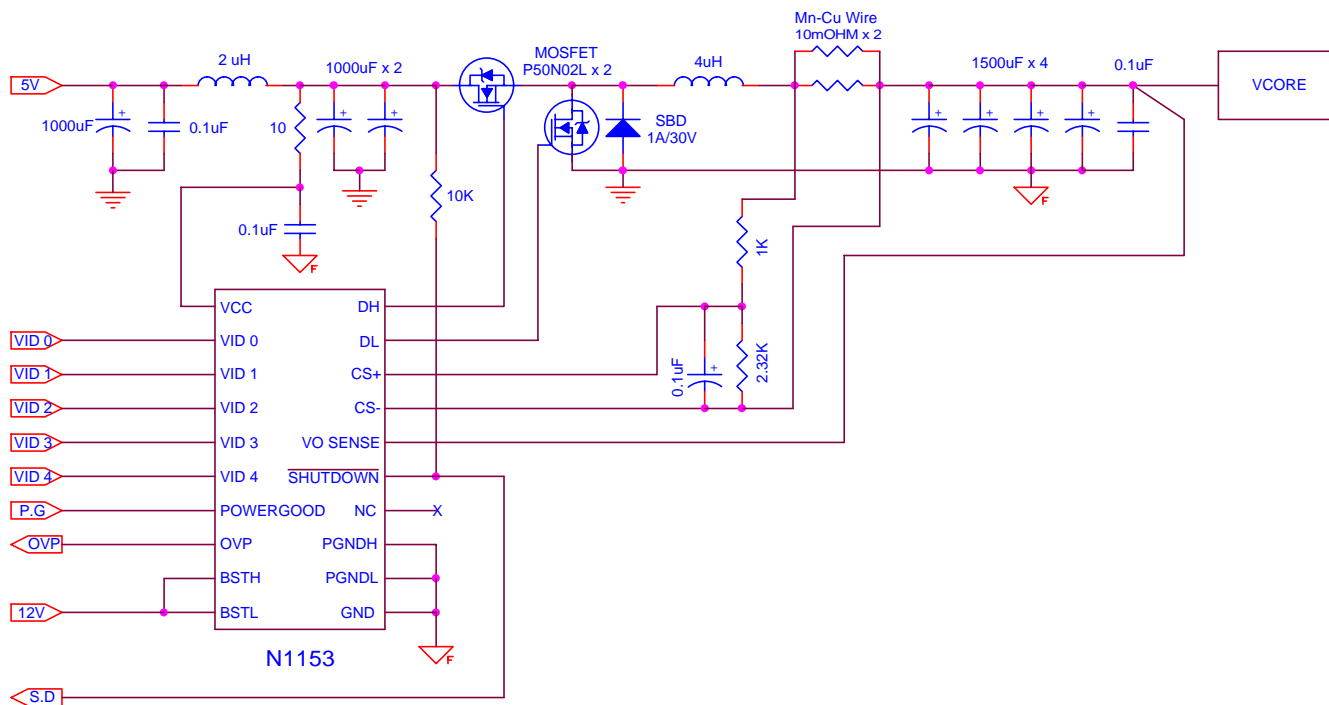 Mn-Cu Wire
10mOHM x 2
MOSFET
P50N02L x 2
2 uH
1000uF x 2
4uH
1500uF x 4
0.1uF
5V
VCORE
1000uF
0.1uF
10
SBD
1A/30V
10K
F
0.1uF
F
1K
VCC
DH
VID 0
VID 0
DL
VID 1
VID 1
CS+
0.1uF
2.32K
VID 2
VID 2
CS-
VID 3
VID 3
VO SENSE
VID 4
VID 4
SHUTDOWN
P.G
POWERGOOD
NC
X
OVP
OVP
PGNDH
BSTH
PGNDL
12V
BSTL
GND
F
N1153
S.D